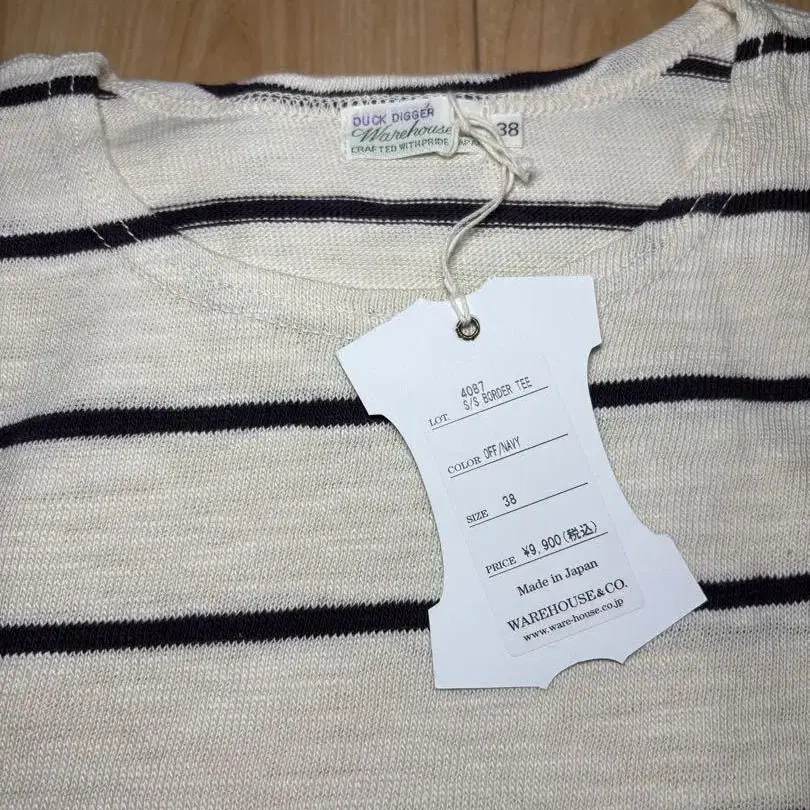 DUCK DIGGER
Warehouse
CRAFTED WITH PRIDE JAPAN
38
LOT. 4087
S/S BORDER TEE
COLOR OFF/NAVY
SIZE 38
PRICE ¥9,900(税込)
Made in Japan
WAREHOUSE&CO.
www.ware-house.co.jp